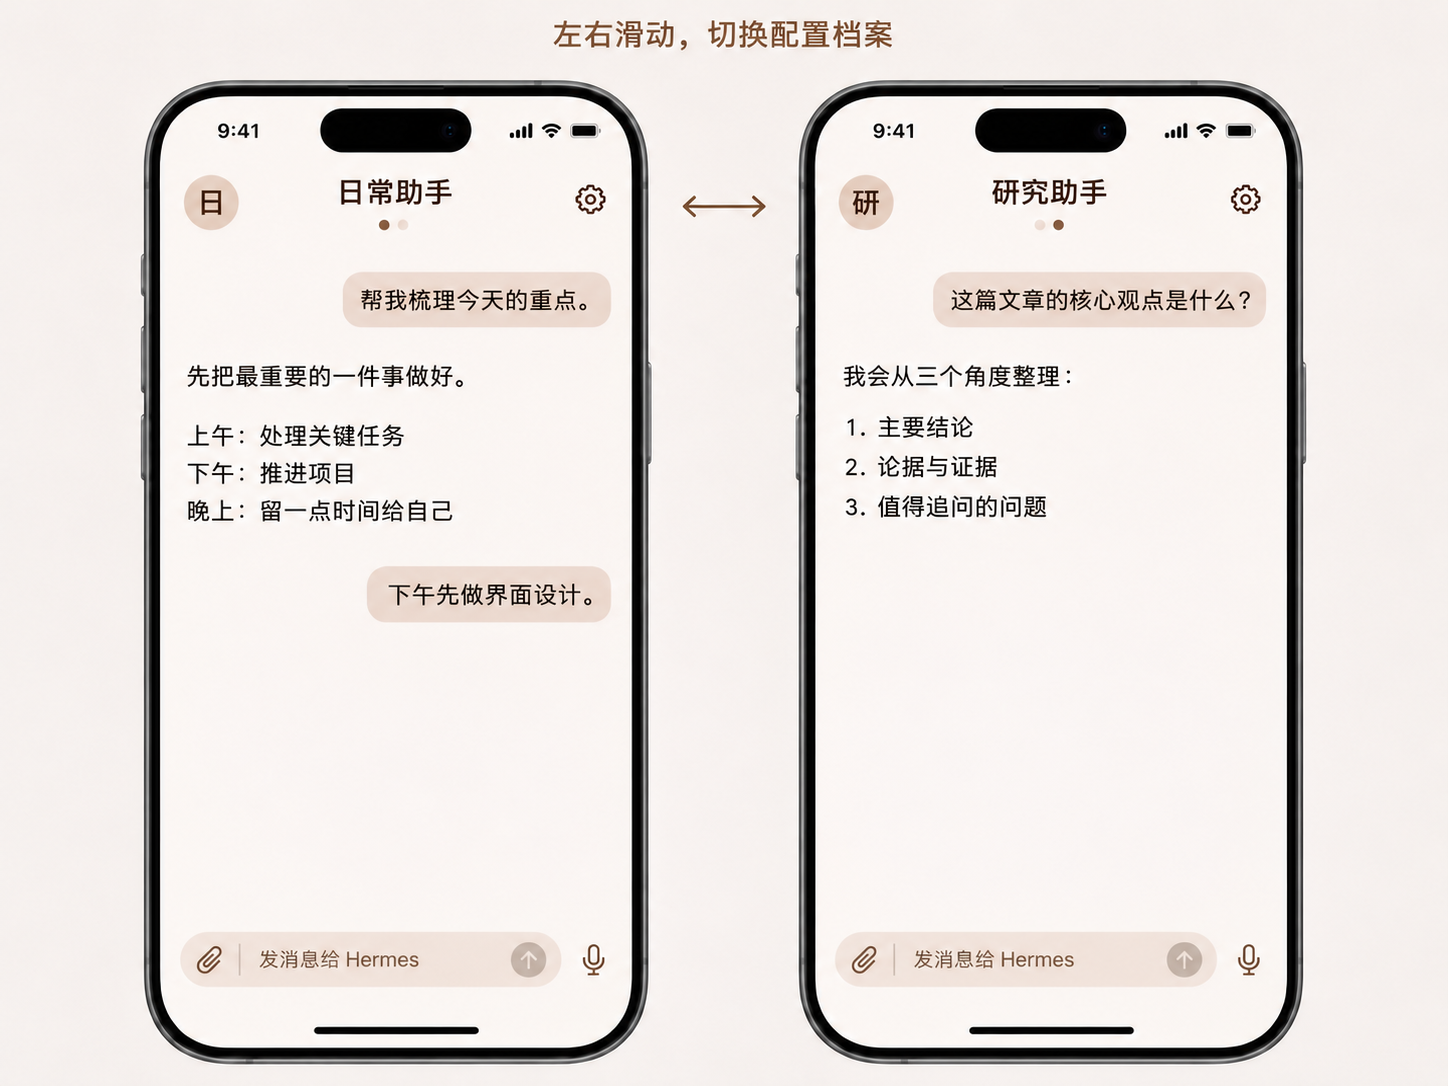 左右滑动，切换配置档案
9:41
日
日常助手
帮我梳理今天的重点。
先把最重要的一件事做好。
上午：处理关键任务
下午：推进项目
晚上：留一点时间给自己
下午先做界面设计。
发消息给 Hermes
9:41
研
研究助手
这篇文章的核心观点是什么？
我会从三个角度整理：
1. 主要结论
2. 论据与证据
3. 值得追问的问题
发消息给 Hermes